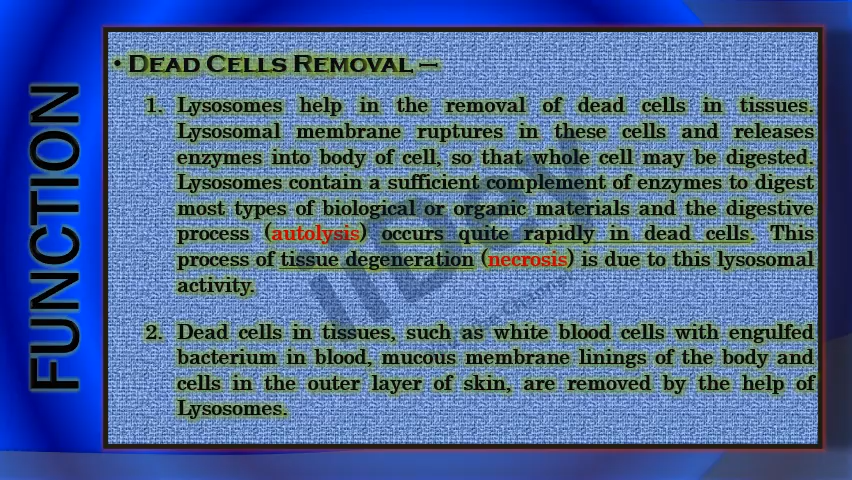 FUNCTION
• DEAD CELLS REMOVAL –
1. Lysosomes help in the removal of dead cells in tissues.
Lysosomal membrane ruptures in these cells and releases
enzymes into body of cell, so that whole cell may be digested.
Lysosomes contain a sufficient complement of enzymes to digest
most types of biological or organic materials and the digestive
process (autolysis) occurs quite rapidly in dead cells. This
process of tissue degeneration (necrosis) is due to this lysosomal
activity.
2. Dead cells in tissues, such as white blood cells with engulfed
bacterium in blood, mucous membrane linings of the body and
cells in the outer layer of skin, are removed by the help of
Lysosomes.